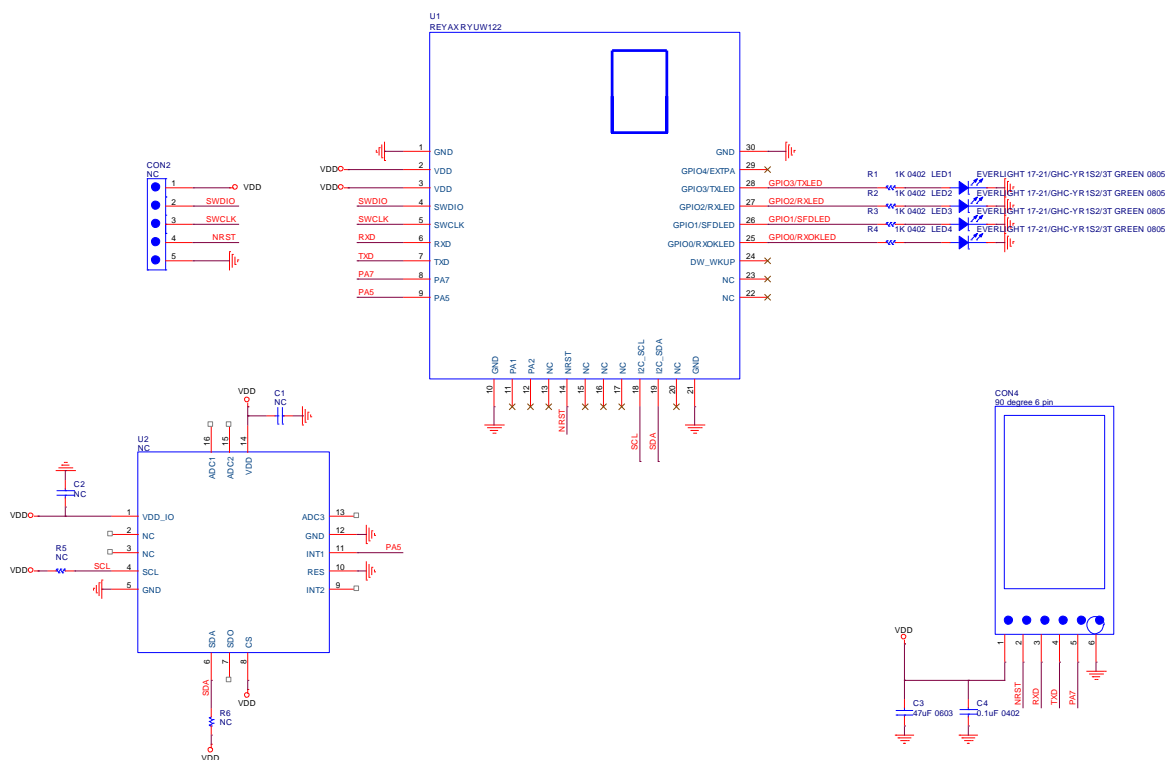 U1
REYAX RYUW122
1 GND
2 VDD
VDD
3 VDD
VDD
4 SWDIO
SWDIO
5 SWCLK
SWCLK
6 RXD
RXD
7 TXD
TXD
8 PA7
PA7
9 PA5
PA5
GND 30
GPIO4/EXTPA 29
GPIO3/TXLED 28 GPIO3/TXLED
GPIO2/RXLED 27 GPIO2/RXLED
GPIO1/SFDLED 26 GPIO1/SFDLED
GPIO0/RXOKLED 25 GPIO0/RXOKLED
DW_WKUP 24
NC 23
NC 22
R1 1K 0402 LED1 EVERLIGHT 17-21/GHC-YR1S2/3T GREEN 0805
R2 1K 0402 LED2 EVERLIGHT 17-21/GHC-YR1S2/3T GREEN 0805
R3 1K 0402 LED3 EVERLIGHT 17-21/GHC-YR1S2/3T GREEN 0805
R4 1K 0402 LED4 EVERLIGHT 17-21/GHC-YR1S2/3T GREEN 0805
GND 10
PA1 11
PA2 12
NC 13
NRST 14
NRST
NC 15
NC 16
NC 17
I2C_SCL 18
SCL
I2C_SDA 19
SDA
NC 20
GND 21
CON2
NC
1 VDD
2 SWDIO
3 SWCLK
4 NRST
5
VDD
C1
NC
U2
NC
16 ADC1
15 ADC2
14 VDD
C2
NC
VDD
1 VDD_IO
2 NC
3 NC
R5
NC
VDD
SCL
4 SCL
5 GND
ADC3 13
GND 12
INT1 11 PA5
RES 10
INT2 9
SDA 6
SDO 7
CS 8
SDA
VDD
R6
NC
VDD
CON4
90 degree 6 pin
VDD
1
2
3
4
5
6
NRST
RXD
TXD
PA7
C3
47uF 0603
C4
0.1uF 0402